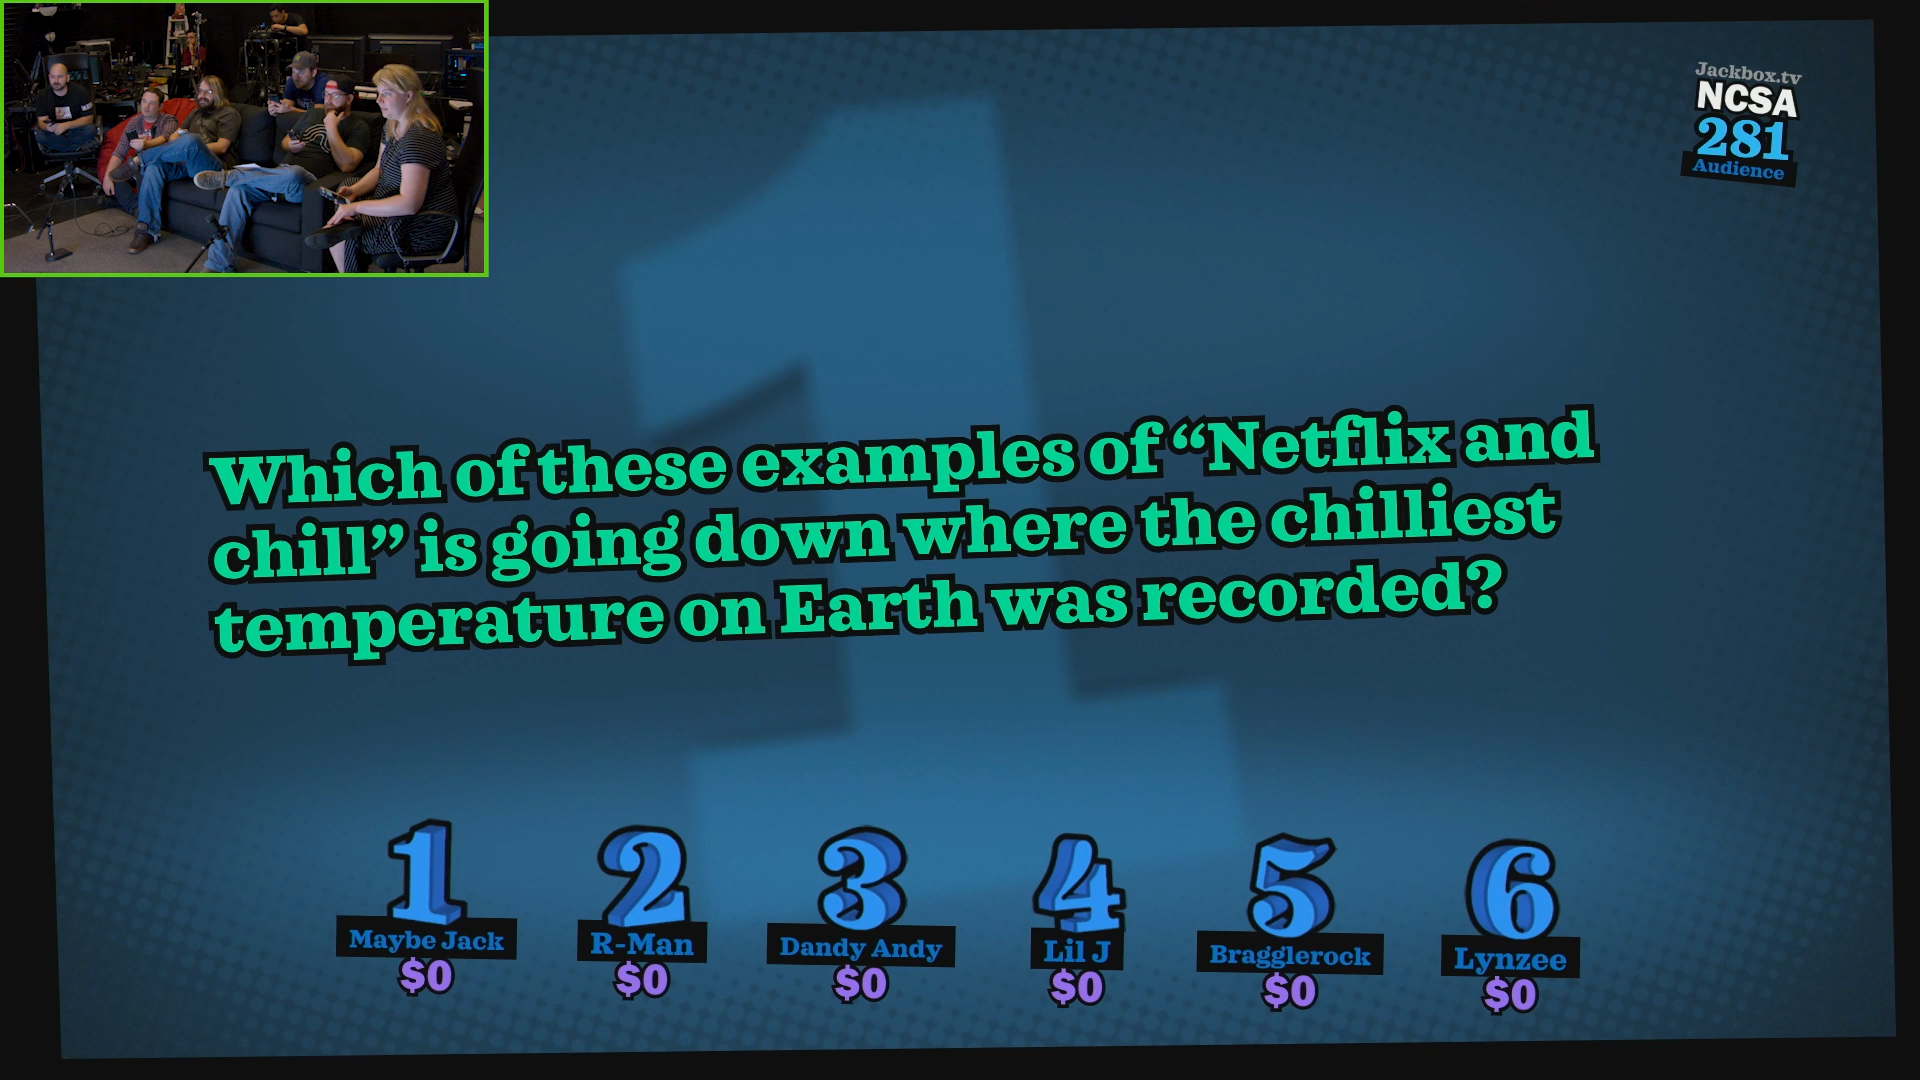 Jackbox.tv
NCSA
281
Audience
1
Which of these examples of “Netflix and
chill” is going down where the chilliest
temperature on Earth was recorded?
1
2
3
4
5
6
Maybe Jack
R-Man
Dandy Andy
Lil J
Bragglerock
Lynzee
$0
$0
$0
$0
$0
$0